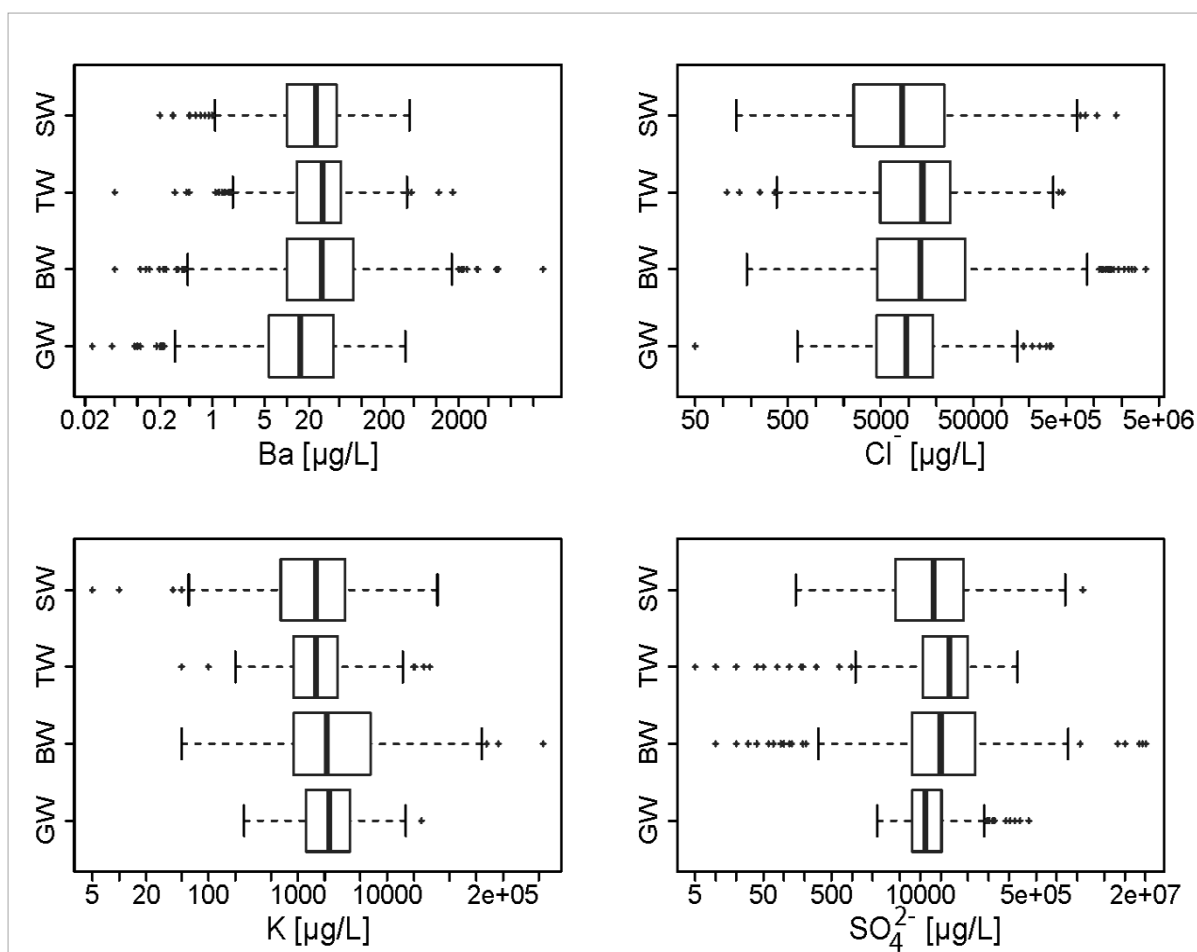 SW
TW
BW
GW
0.02 0.2 1 5 20 200 2000
Ba [µg/L]
SW
TW
BW
GW
50 500 5000 50000 5e+05 5e+06
Cl⁻ [µg/L]
SW
TW
BW
GW
5 20 100 1000 10000 2e+05
K [µg/L]
SW
TW
BW
GW
5 50 500 10000 5e+05 2e+07
SO₄²⁻ [µg/L]